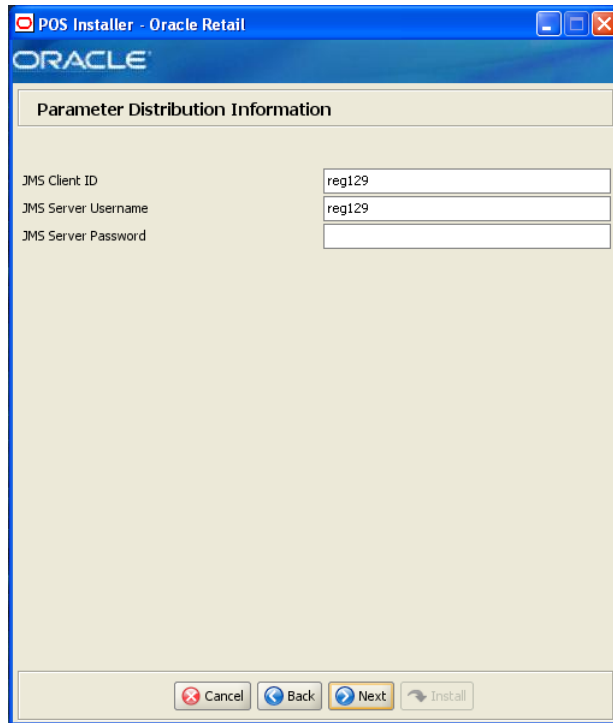 POS Installer - Oracle Retail
ORACLE
Parameter Distribution Information
JMS Client ID reg129
JMS Server Username reg129
JMS Server Password
Cancel Back Next Install